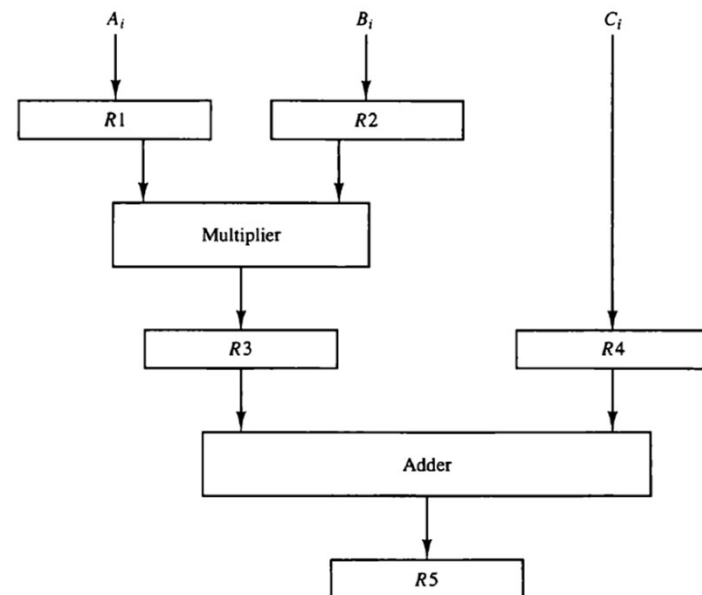 A_i B_i C_i
R1 R2
Multiplier
R3 R4
Adder
R5